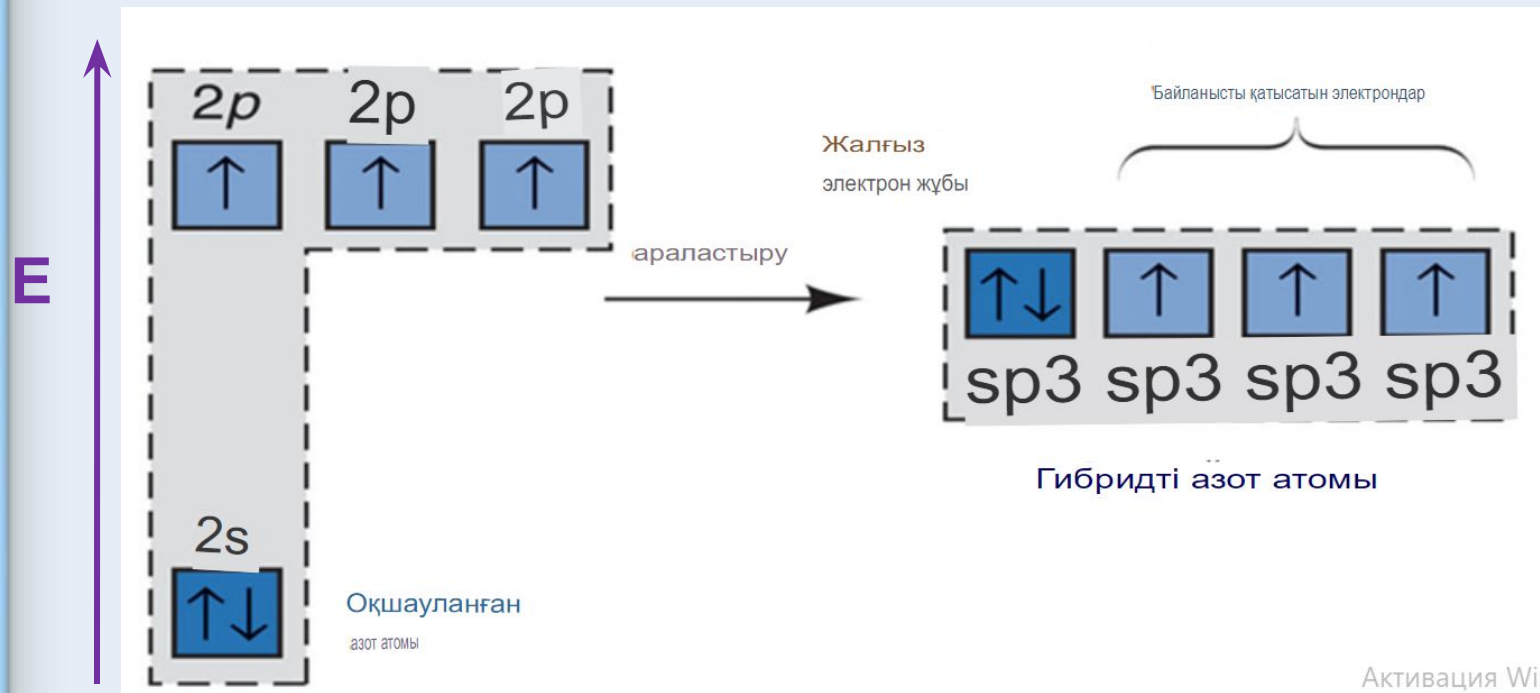 2p 2p 2p
Байланысты қатысатын электрондар
Жалғыз
электрон жұбы
E
араластыру
sp3 sp3 sp3 sp3
Гибридті азот атомы
2s
Оқшауланған
азот атомы
Активация Wi